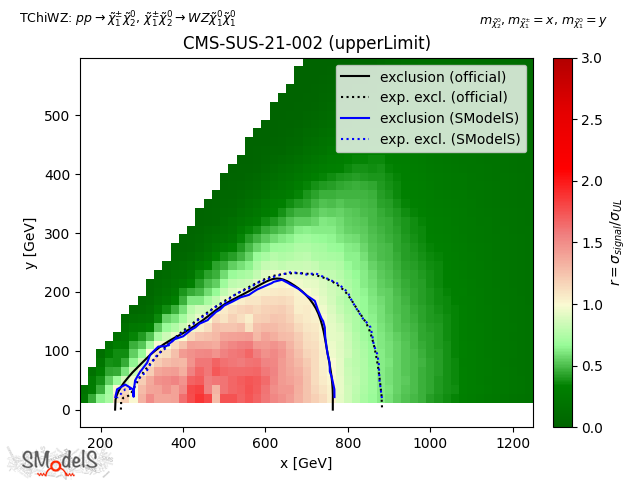 TChiWZ: pp → χ̃₁^± χ̃₂^0, χ̃₁^± χ̃₂^0 → WZχ̃₁^0 χ̃₁^0
m_χ̃₂^0, m_χ̃₁^± = x, m_χ̃₁^0 = y
CMS-SUS-21-002 (upperLimit)
exclusion (official)
exp. excl. (official)
exclusion (SModelS)
exp. excl. (SModelS)
y [GeV]
500
400
300
200
100
0
200
400
600
800
1000
1200
x [GeV]
3.0
2.5
2.0
1.5
1.0
0.5
0.0
r = σ_signal/σ_UL
SModelS